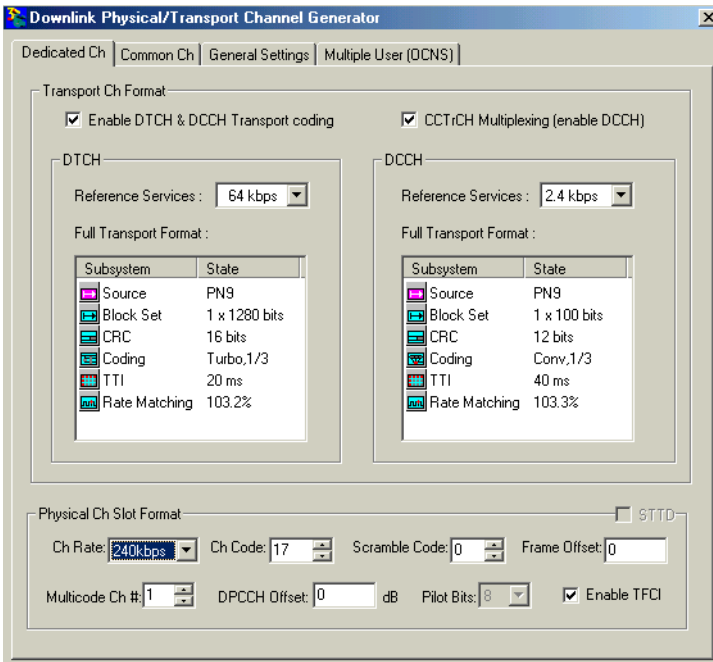 Downlink Physical/Transport Channel Generator
Dedicated Ch Common Ch General Settings Multiple User (OCNS)
Transport Ch Format
Enable DTCH & DCCH Transport coding CCTrCH Multiplexing (enable DCCH)
DTCH
Reference Services : 64 kbps
Full Transport Format :
Subsystem State
Source PN9
Block Set 1 x 1280 bits
CRC 16 bits
Coding Turbo,1/3
TTI 20 ms
Rate Matching 103.2%
DCCH
Reference Services : 2.4 kbps
Full Transport Format :
Subsystem State
Source PN9
Block Set 1 x 100 bits
CRC 12 bits
Coding Conv,1/3
TTI 40 ms
Rate Matching 103.3%
Physical Ch Slot Format STTD
Ch Rate: 240kbps Ch Code: 17 Scramble Code: 0 Frame Offset: 0
Multicode Ch #: 1 DPCCH Offset: 0 dB Pilot Bits: 8 Enable TFCI